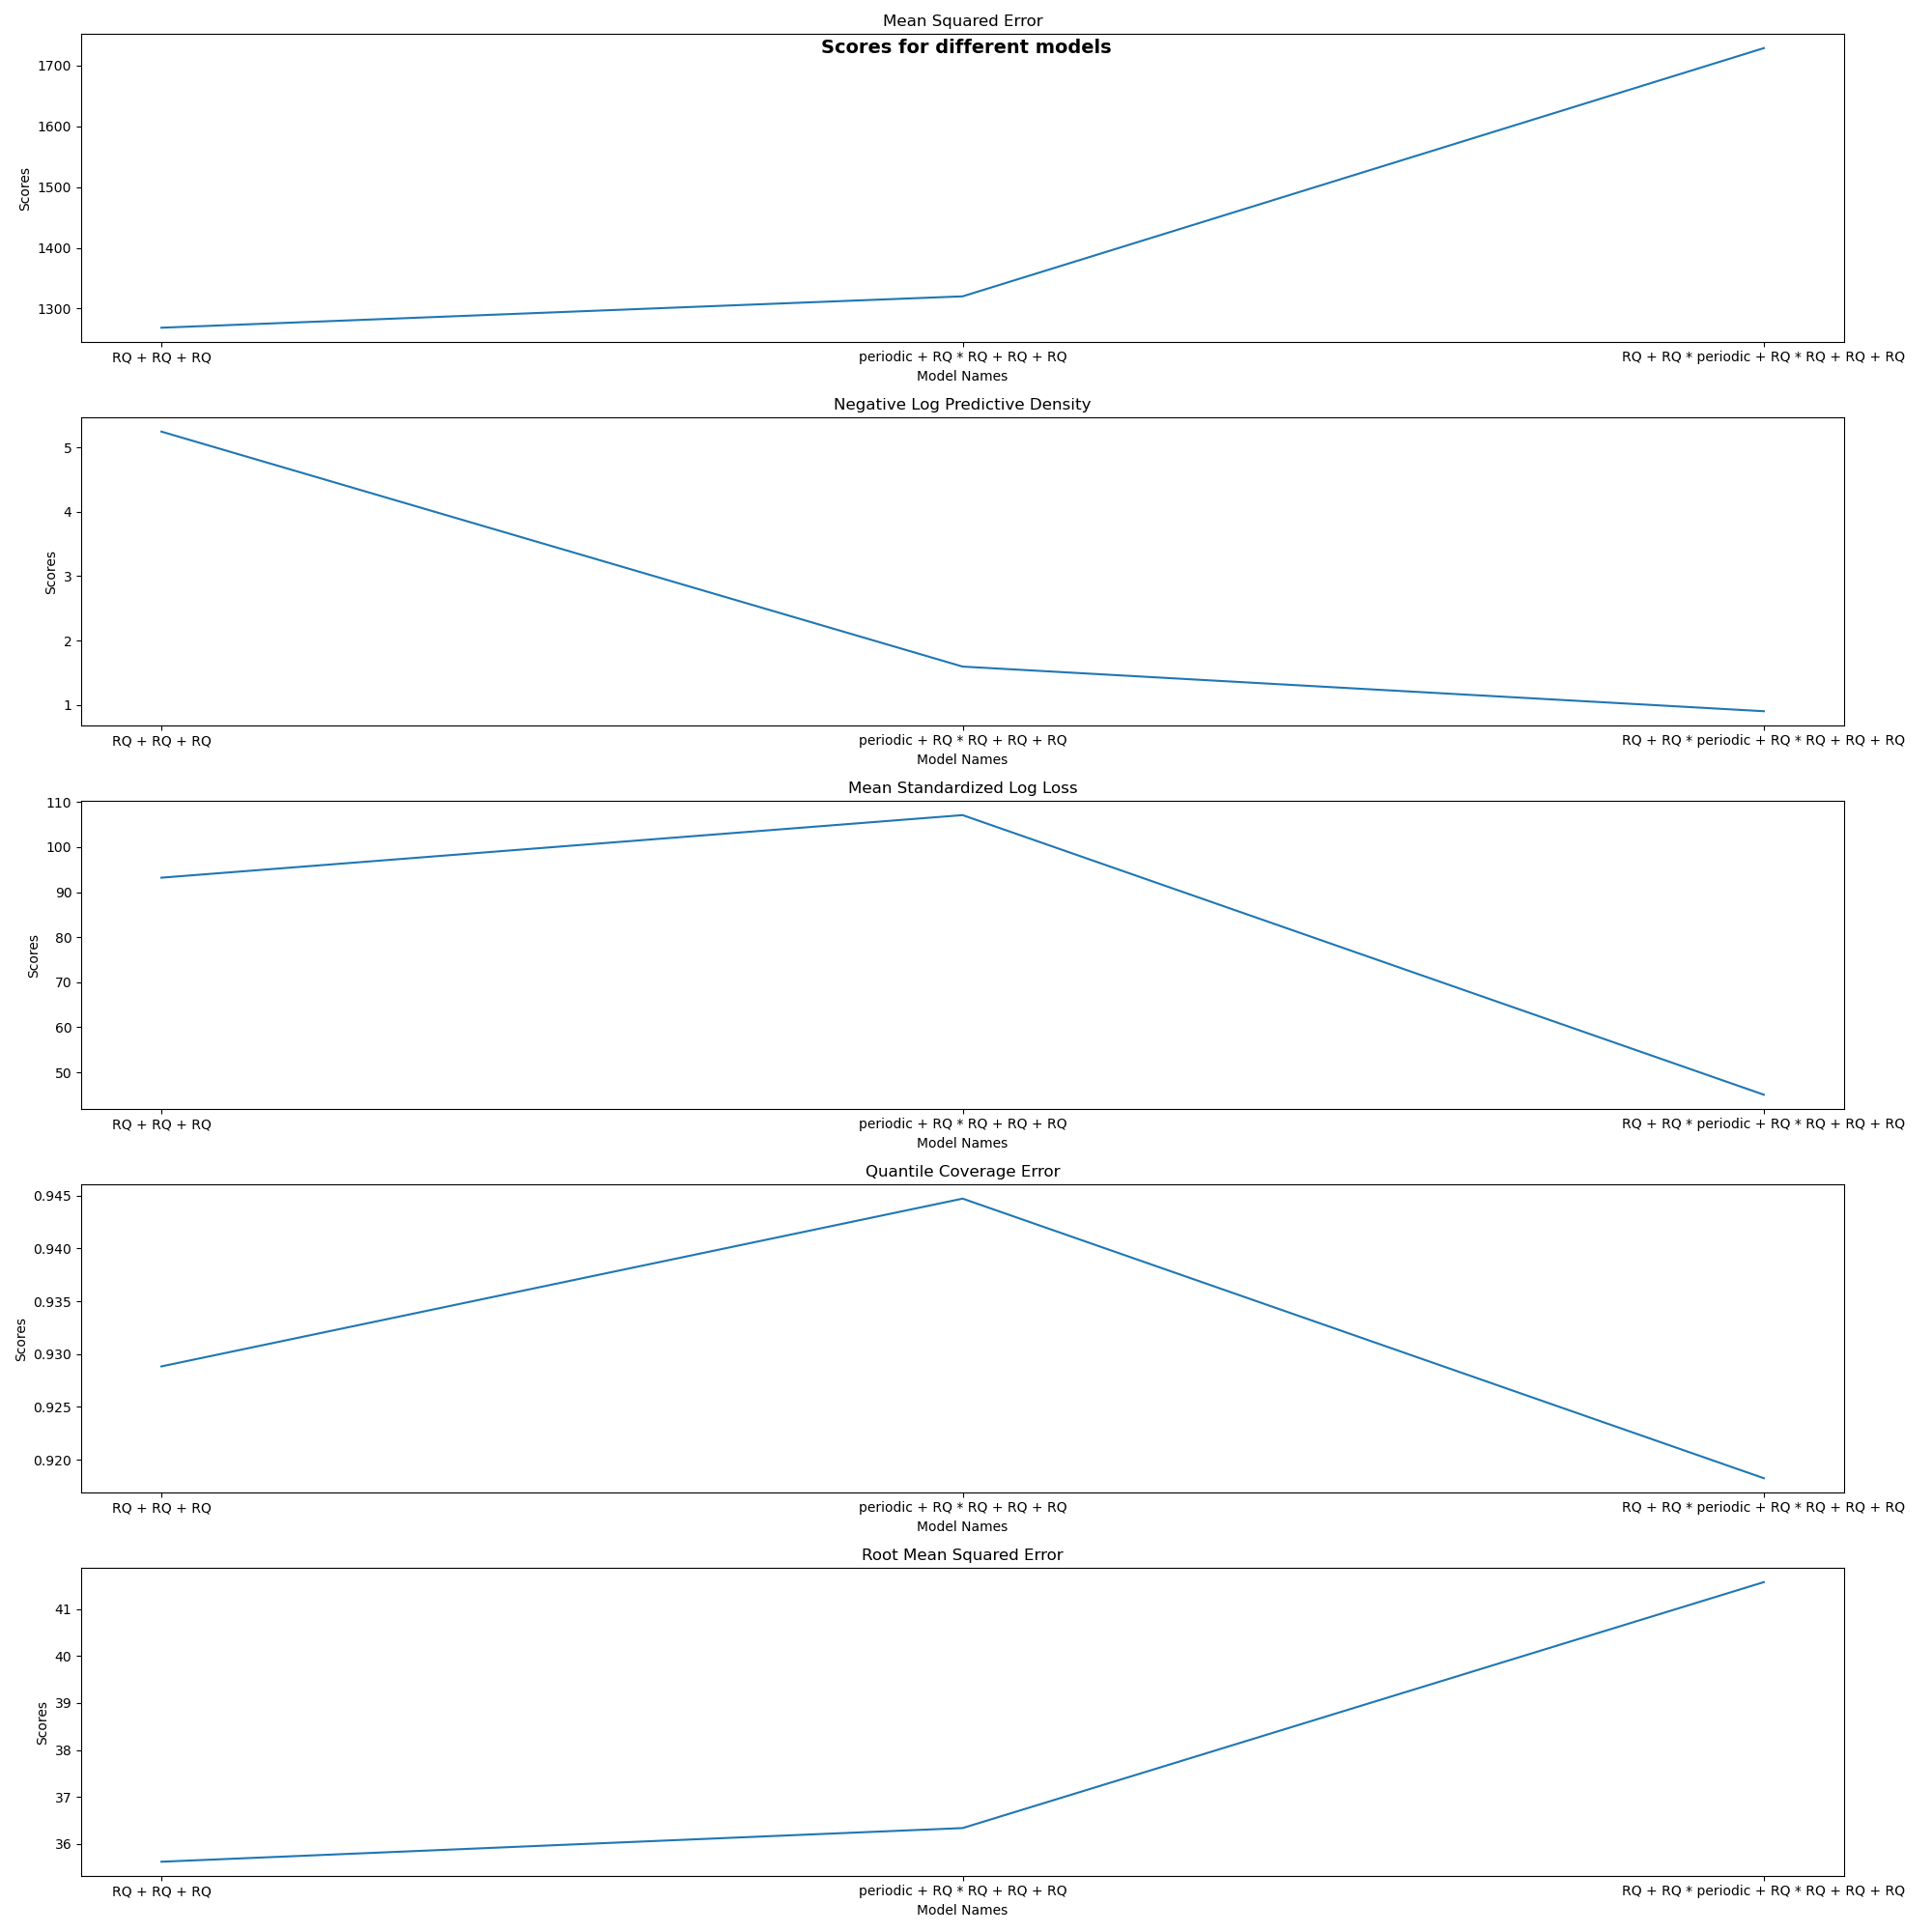 Mean Squared Error
Scores for different models
1700
1600
1500
1400
1300
Scores
RQ + RQ + RQ
periodic + RQ * RQ + RQ + RQ
RQ + RQ * periodic + RQ * RQ + RQ + RQ
Model Names
Negative Log Predictive Density
5
4
3
2
1
Scores
RQ + RQ + RQ
periodic + RQ * RQ + RQ + RQ
RQ + RQ * periodic + RQ * RQ + RQ + RQ
Model Names
Mean Standardized Log Loss
110
100
90
80
70
60
50
Scores
RQ + RQ + RQ
periodic + RQ * RQ + RQ + RQ
RQ + RQ * periodic + RQ * RQ + RQ + RQ
Model Names
Quantile Coverage Error
0.945
0.940
0.935
0.930
0.925
0.920
Scores
RQ + RQ + RQ
periodic + RQ * RQ + RQ + RQ
RQ + RQ * periodic + RQ * RQ + RQ + RQ
Model Names
Root Mean Squared Error
41
40
39
38
37
36
Scores
RQ + RQ + RQ
periodic + RQ * RQ + RQ + RQ
RQ + RQ * periodic + RQ * RQ + RQ + RQ
Model Names